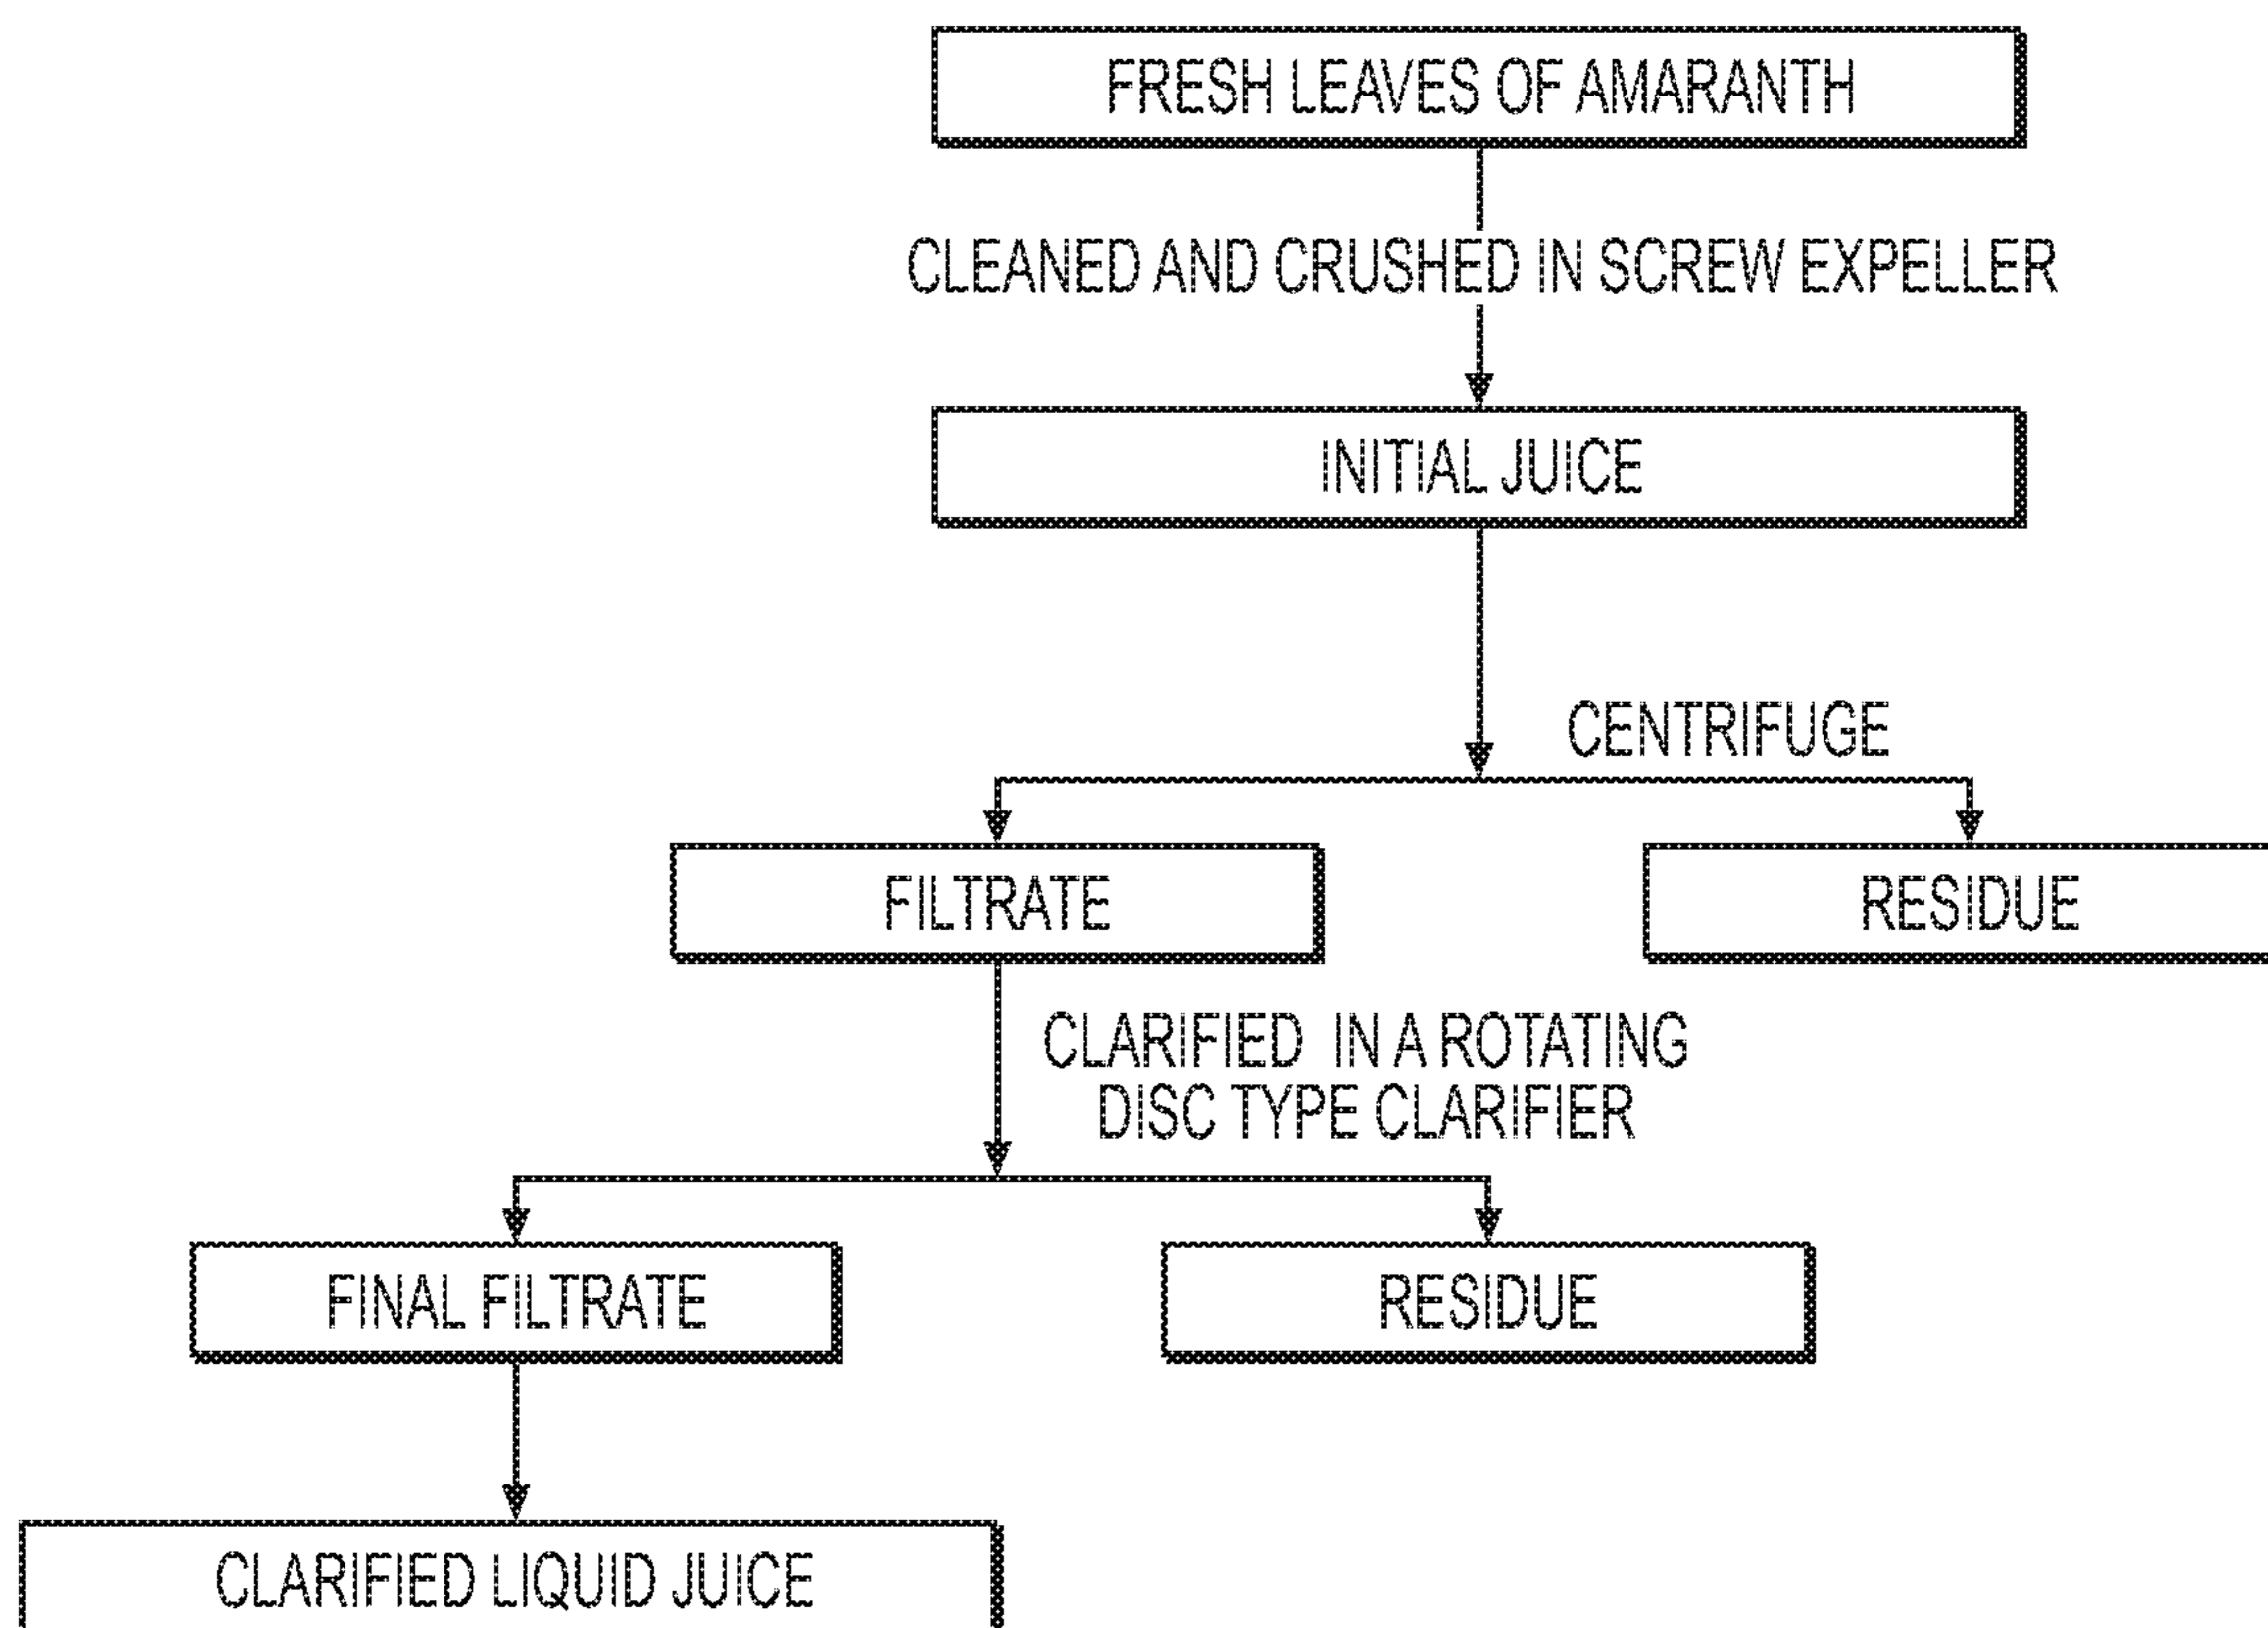 FRESH LEAVES OF AMARANTH
CLEANED AND CRUSHED IN SCREW EXPELLER
INITIAL JUICE
CENTRIFUGE
FILTRATE
RESIDUE
CLARIFIED IN A ROTATING
DISC TYPE CLARIFIER
FINAL FILTRATE
RESIDUE
CLARIFIED LIQUID JUICE